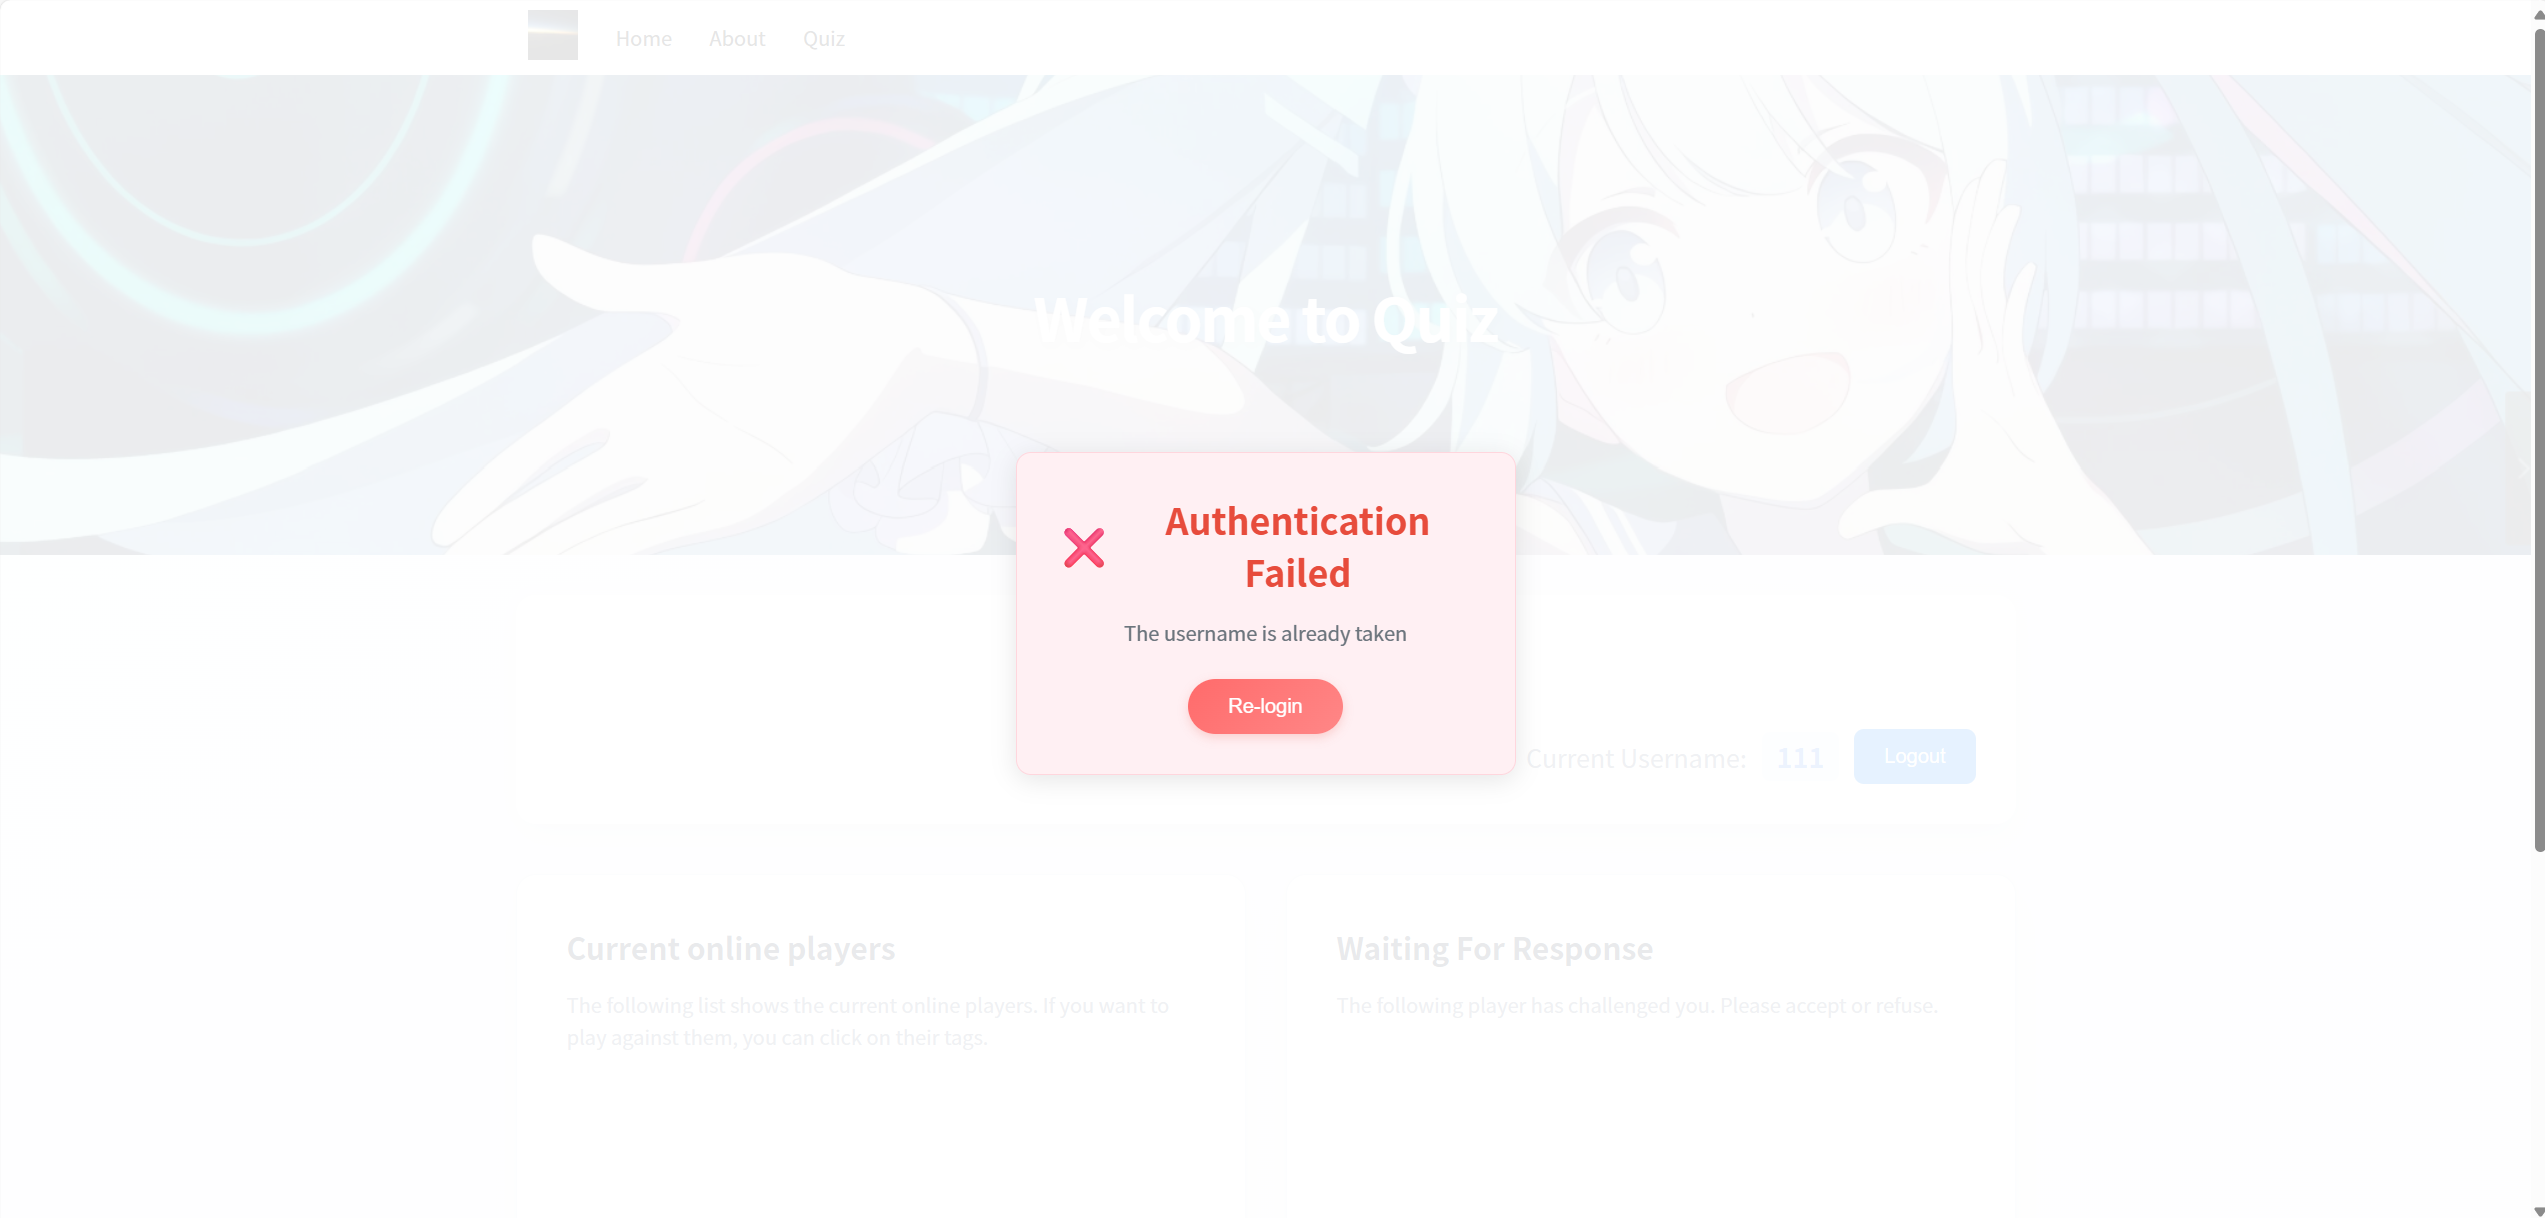 Home About Quiz
Welcome to Quiz
Authentication
Failed
The username is already taken
Re-login
Current Username: 111 Logout
Current online players
The following list shows the current online players. If you want to
play against them, you can click on their tags.
Waiting For Response
The following player has challenged you. Please accept or refuse.